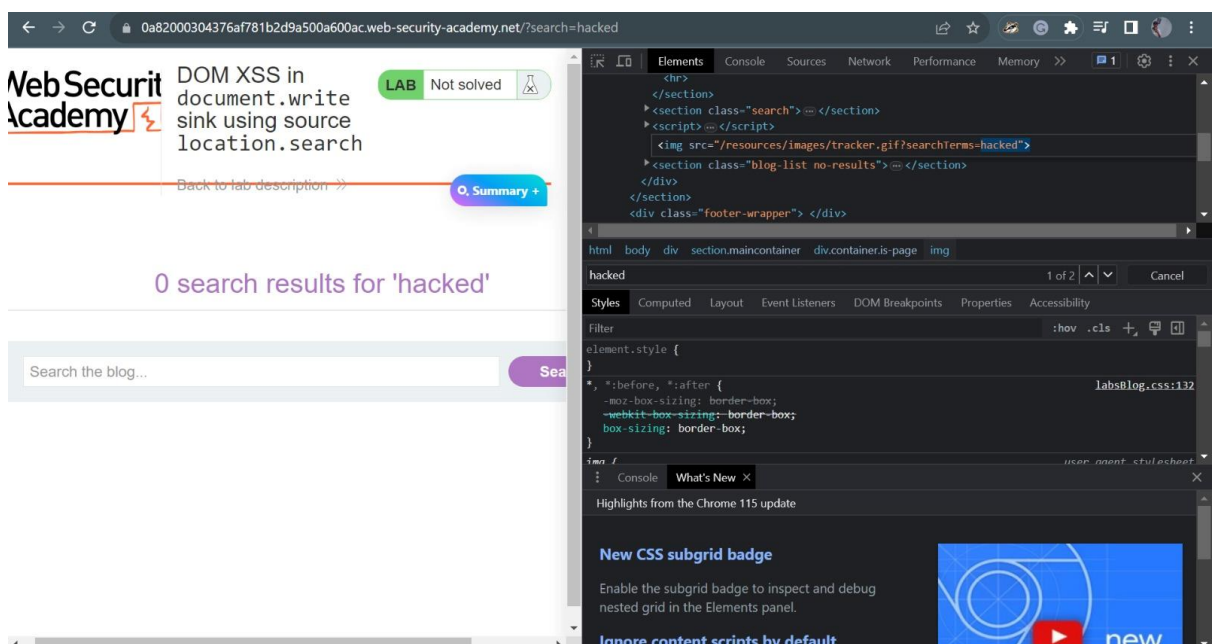 0a82000304376af781b2d9a500a600ac.web-security-academy.net/?search=hacked
Web Securit
Academy
DOM XSS in
document.write
sink using source
location.search
LAB Not solved
Back to lab description
O, Summary +
0 search results for 'hacked'
Search the blog...
Sea
Elements Console Sources Network Performance Memory 1
<hr>
</section>
<section class="search"> … </section>
<script> … </script>
<img src="/resources/images/tracker.gif?searchTerms=hacked">
<section class="blog-list no-results"> … </section>
</div>
</section>
<div class="footer-wrapper"> </div>
html body div section.maincontainer div.container.is-page img
hacked 1 of 2 Cancel
Styles Computed Layout Event Listeners DOM Breakpoints Properties Accessibility
Filter :hov .cls
element.style {
}
*, *:before, *:after { labsBlog.css:132
-moz-box-sizing: border-box;
-webkit-box-sizing: border-box;
box-sizing: border-box;
}
img { user agent stylesheet
Console What's New
Highlights from the Chrome 115 update
New CSS subgrid badge
Enable the subgrid badge to inspect and debug
nested grid in the Elements panel.
Ignore content scripts by default
new